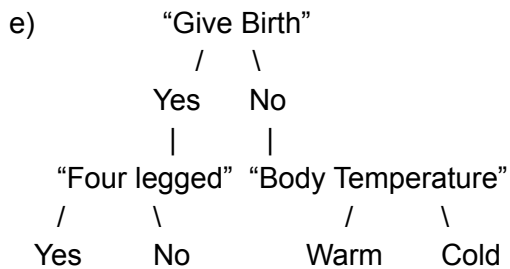 e) “Give Birth”
/ \
Yes No
| |
“Four legged” “Body Temperature”
/ \ / \
Yes No Warm Cold